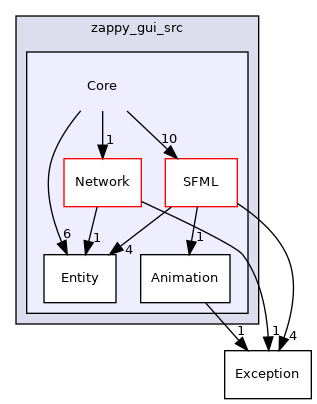 zappy_gui_src
Core
1
10
Network
SFML
6
1
4
1
Entity
Animation
1
1
4
Exception